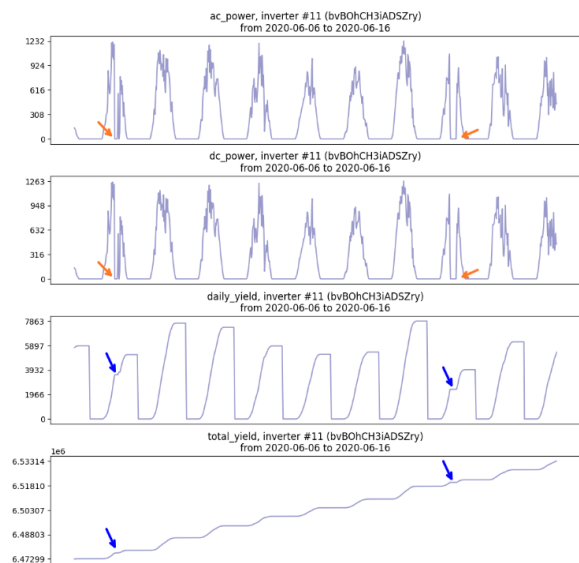 ac_power, inverter #11 (bvBOhCH3iADSZry)
from 2020-06-06 to 2020-06-16
1232
924
616
308
0
dc_power, inverter #11 (bvBOhCH3iADSZry)
from 2020-06-06 to 2020-06-16
1263
948
632
316
0
daily_yield, inverter #11 (bvBOhCH3iADSZry)
from 2020-06-06 to 2020-06-16
7863
5897
3932
1966
0
total_yield, inverter #11 (bvBOhCH3iADSZry)
from 2020-06-06 to 2020-06-16
1e6
6.53314
6.51810
6.50307
6.48803
6.47299